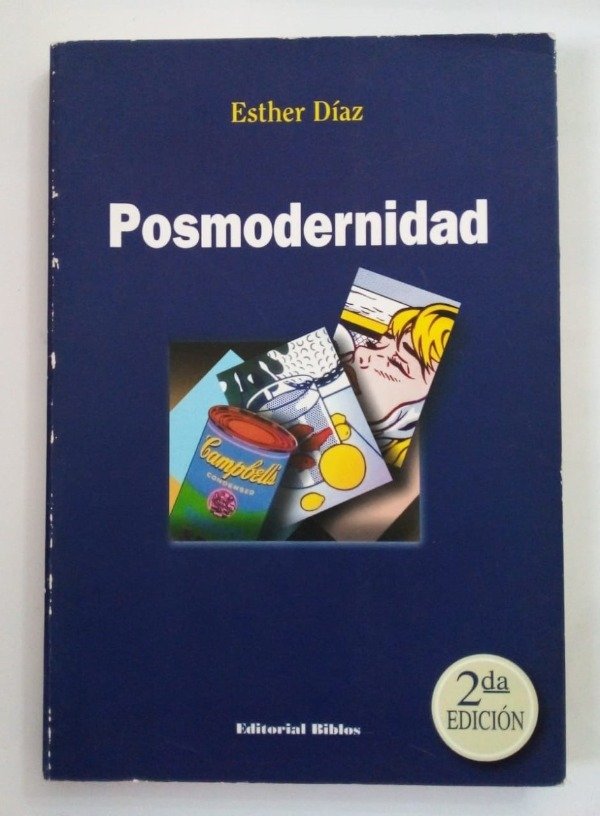 Esther Díaz
Posmodernidad
Campbell's
CONDENSED
2da
EDICIÓN
Editorial Biblos